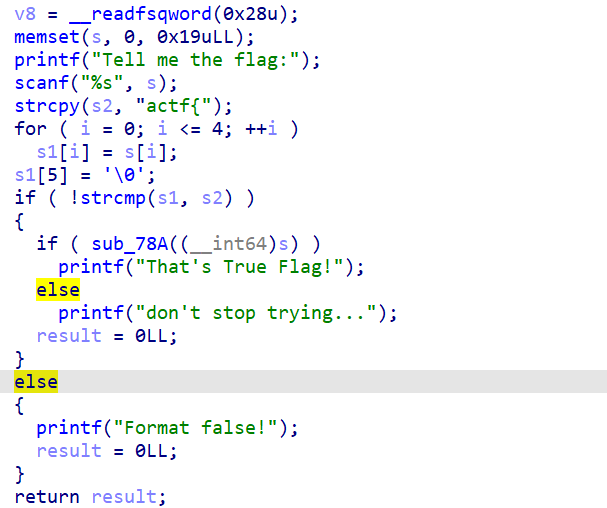 v8 = __readfsqword(0x28u);
memset(s, 0, 0x19uLL);
printf("Tell me the flag:");
scanf("%s", s);
strcpy(s2, "actf{");
for ( i = 0; i <= 4; ++i )
  s1[i] = s[i];
s1[5] = '\0';
if ( !strcmp(s1, s2) )
{
  if ( sub_78A((__int64)s) )
    printf("That's True Flag!");
  else
    printf("don't stop trying...");
  result = 0LL;
}
else
{
  printf("Format false!");
  result = 0LL;
}
return result;